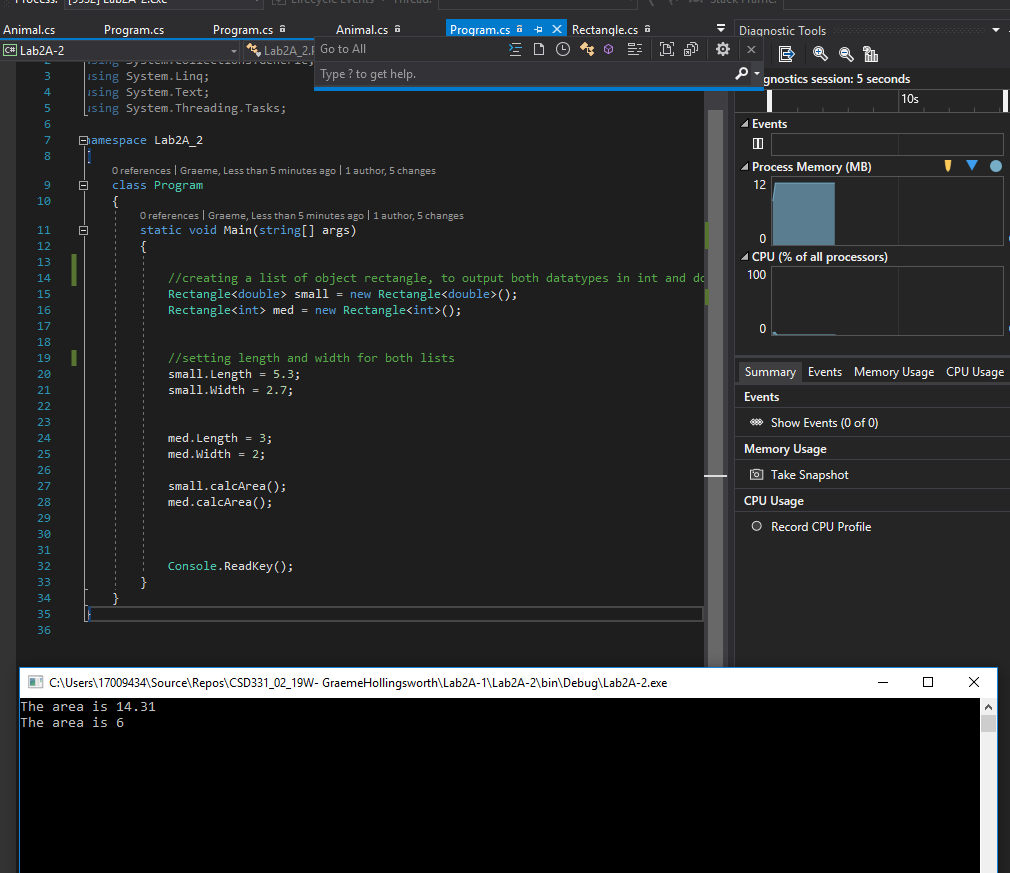 Process: [9532] Lab2A-2.exe Lifecycle Events Thread: Stack Frame:
Animal.cs Program.cs Program.cs Animal.cs Program.cs Rectangle.cs
Diagnostic Tools
C# Lab2A-2 Lab2A_2.P
Go to All
Type ? to get help.
gnostics session: 5 seconds
10s
2 using System.Collections.Generic;
3 using System.Linq;
4 using System.Text;
5 using System.Threading.Tasks;
6
7 namespace Lab2A_2
8 {
0 references | Graeme, Less than 5 minutes ago | 1 author, 5 changes
9 class Program
10 {
0 references | Graeme, Less than 5 minutes ago | 1 author, 5 changes
11 static void Main(string[] args)
12 {
13
14 //creating a list of object rectangle, to output both datatypes in int and do
15 Rectangle<double> small = new Rectangle<double>();
16 Rectangle<int> med = new Rectangle<int>();
17
18
19 //setting length and width for both lists
20 small.Length = 5.3;
21 small.Width = 2.7;
22
23
24 med.Length = 3;
25 med.Width = 2;
26
27 small.calcArea();
28 med.calcArea();
29
30
31
32 Console.ReadKey();
33 }
34 }
35 }
36
Events
Process Memory (MB)
12
0
CPU (% of all processors)
100
0
Summary Events Memory Usage CPU Usage
Events
Show Events (0 of 0)
Memory Usage
Take Snapshot
CPU Usage
Record CPU Profile
C:\Users\17009434\Source\Repos\CSD331_02_19W- GraemeHollingsworth\Lab2A-1\Lab2A-2\bin\Debug\Lab2A-2.exe
The area is 14.31
The area is 6